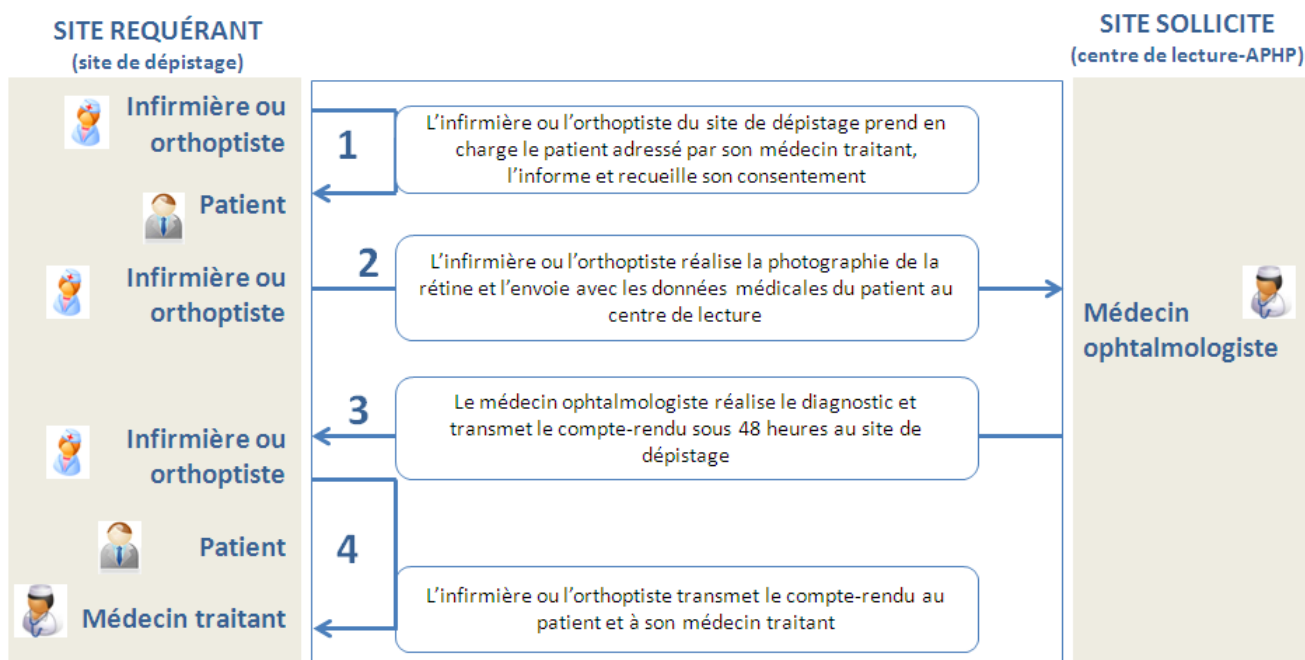 SITE REQUÉRANT
(site de dépistage)
SITE SOLLICITE
(centre de lecture-APHP)
Infirmière ou
orthoptiste
1
L’infirmière ou l’orthoptiste du site de dépistage prend en
charge le patient adressé par son médecin traitant,
l’informe et recueille son consentement
Patient
Infirmière ou
orthoptiste
2
L’infirmière ou l’orthoptiste réalise la photographie de la
rétine et l’envoie avec les données médicales du patient au
centre de lecture
Médecin
ophtalmologiste
3
Le médecin ophtalmologiste réalise le diagnostic et
transmet le compte-rendu sous 48 heures au site de
dépistage
Infirmière ou
orthoptiste
Patient
4
Médecin traitant
L’infirmière ou l’orthoptiste transmet le compte-rendu au
patient et à son médecin traitant